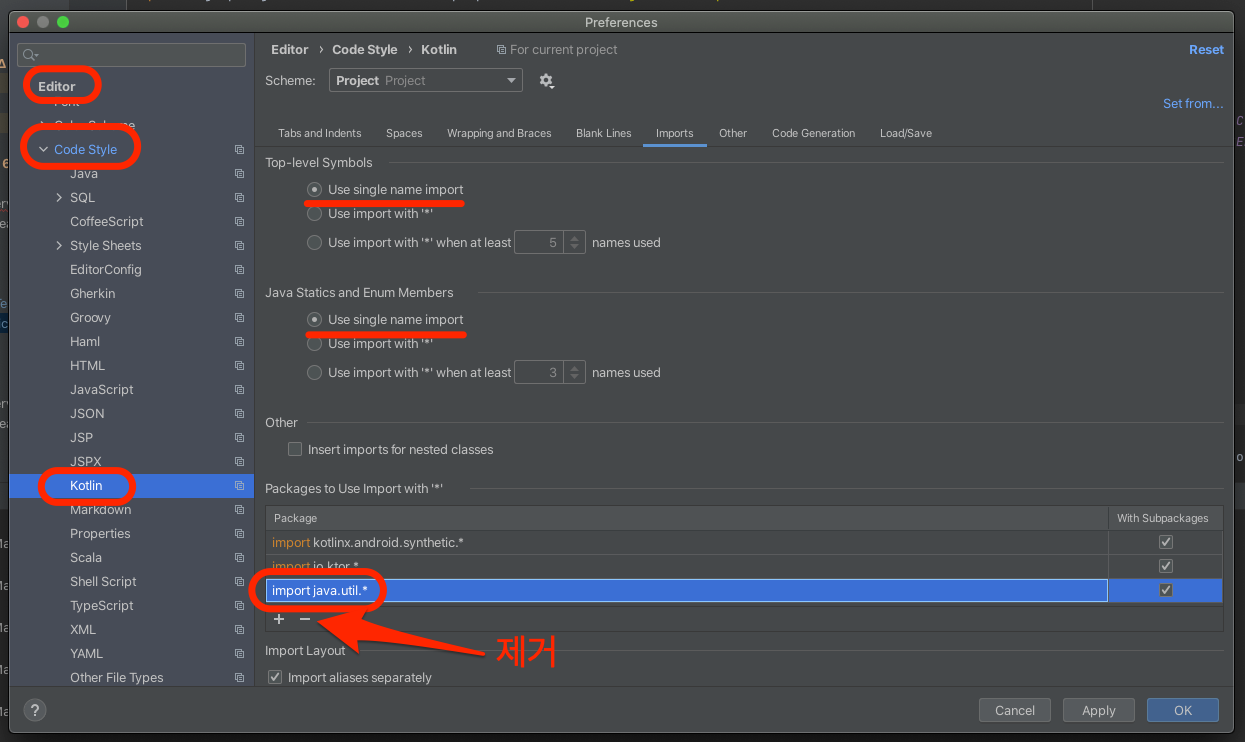 Preferences
Editor
Font
Color Scheme
Code Style
Java
SQL
CoffeeScript
Style Sheets
EditorConfig
Gherkin
Groovy
Haml
HTML
JavaScript
JSON
JSP
JSPX
Kotlin
Markdown
Properties
Scala
Shell Script
TypeScript
XML
YAML
Other File Types
Editor › Code Style › Kotlin For current project Reset
Scheme: Project Project
Set from...
Tabs and Indents Spaces Wrapping and Braces Blank Lines Imports Other Code Generation Load/Save
Top-level Symbols
Use single name import
Use import with '*'
Use import with '*' when at least 5 names used
Java Statics and Enum Members
Use single name import
Use import with '*'
Use import with '*' when at least 3 names used
Other
Insert imports for nested classes
Packages to Use Import with '*'
Package With Subpackages
import kotlinx.android.synthetic.*
import io.ktor.*
import java.util.*
+ −
제거
Import Layout
Import aliases separately
? Cancel Apply OK